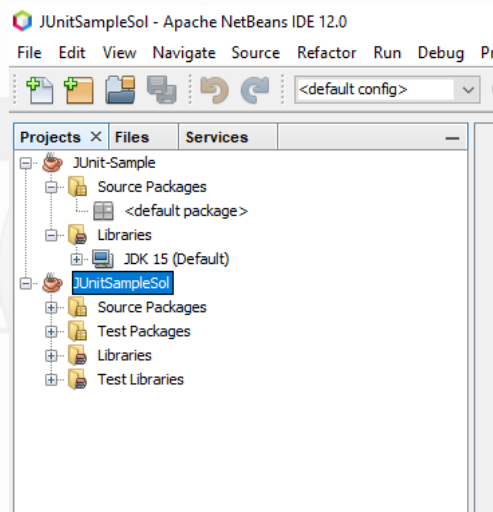 JUnitSampleSol - Apache NetBeans IDE 12.0
File Edit View Navigate Source Refactor Run Debug
<default config>
Projects × Files Services
JUnit-Sample
Source Packages
<default package>
Libraries
JDK 15 (Default)
JUnitSampleSol
Source Packages
Test Packages
Libraries
Test Libraries